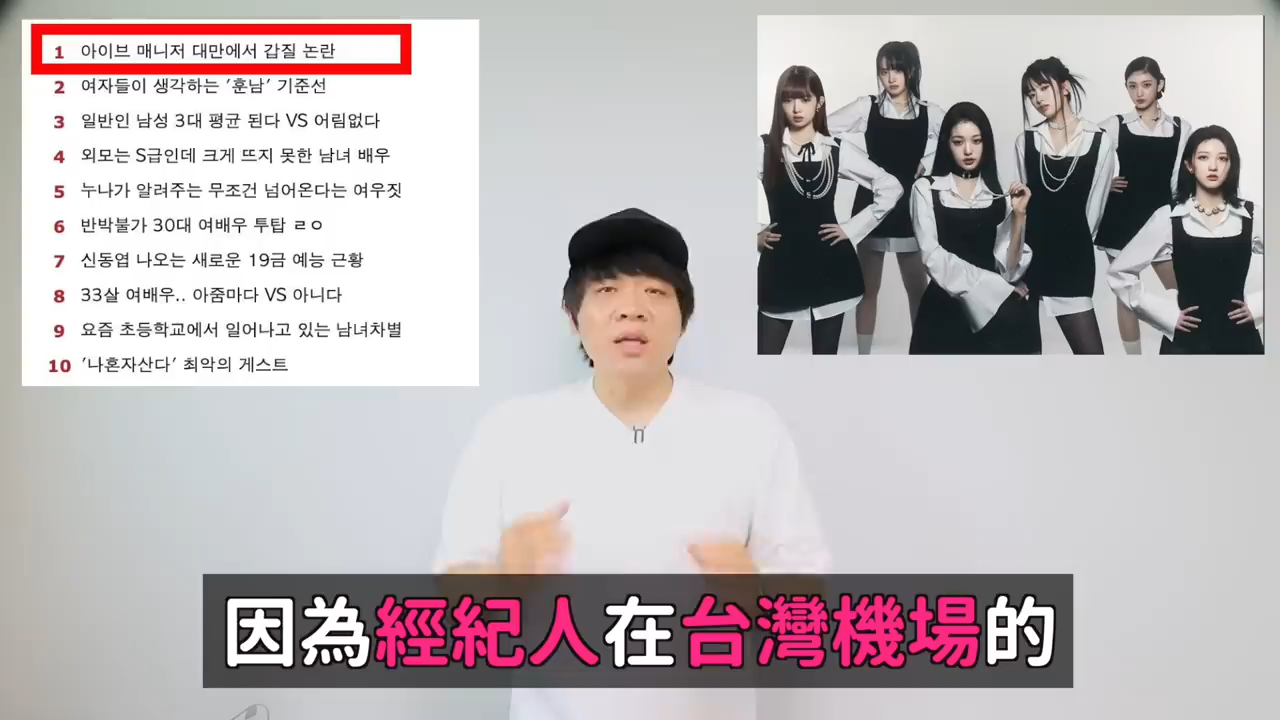 1 아이브 매니저 대만에서 갑질 논란
2 여자들이 생각하는 '훈남' 기준선
3 일반인 남성 3대 평균 된다 VS 어림없다
4 외모는 S급인데 크게 뜨지 못한 남녀 배우
5 누나가 알려주는 무조건 넘어온다는 여우짓
6 반박불가 30대 여배우 투탑 ㄹㅇ
7 신동엽 나오는 새로운 19금 예능 근황
8 33살 여배우.. 아줌마다 VS 아니다
9 요즘 초등학교에서 일어나고 있는 남녀차별
10 '나혼자산다' 최악의 게스트
因為經紀人在台灣機場的